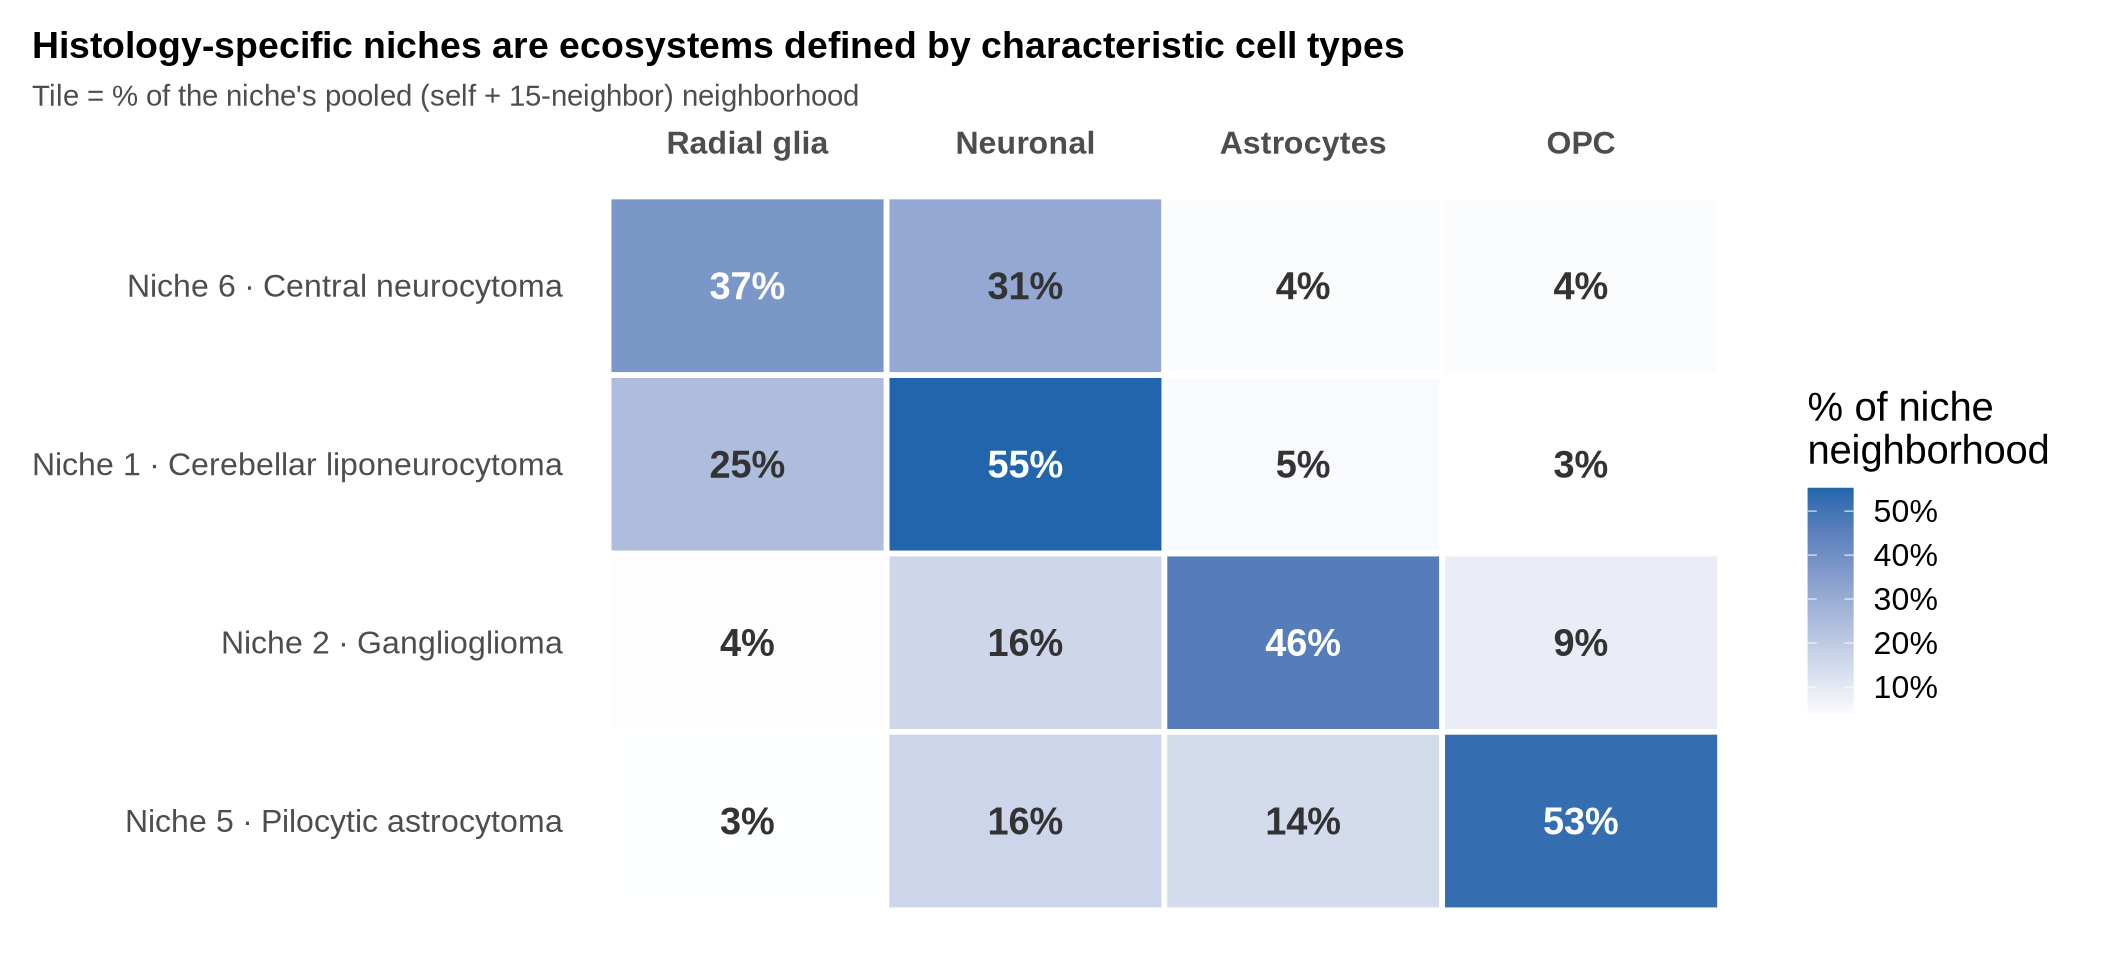 Histology-specific niches are ecosystems defined by characteristic cell types
Tile = % of the niche's pooled (self + 15-neighbor) neighborhood
Radial glia Neuronal Astrocytes OPC
Niche 6 · Central neurocytoma 37% 31% 4% 4%
Niche 1 · Cerebellar liponeurocytoma 25% 55% 5% 3%
Niche 2 · Ganglioglioma 4% 16% 46% 9%
Niche 5 · Pilocytic astrocytoma 3% 16% 14% 53%
% of niche
neighborhood
50%
40%
30%
20%
10%